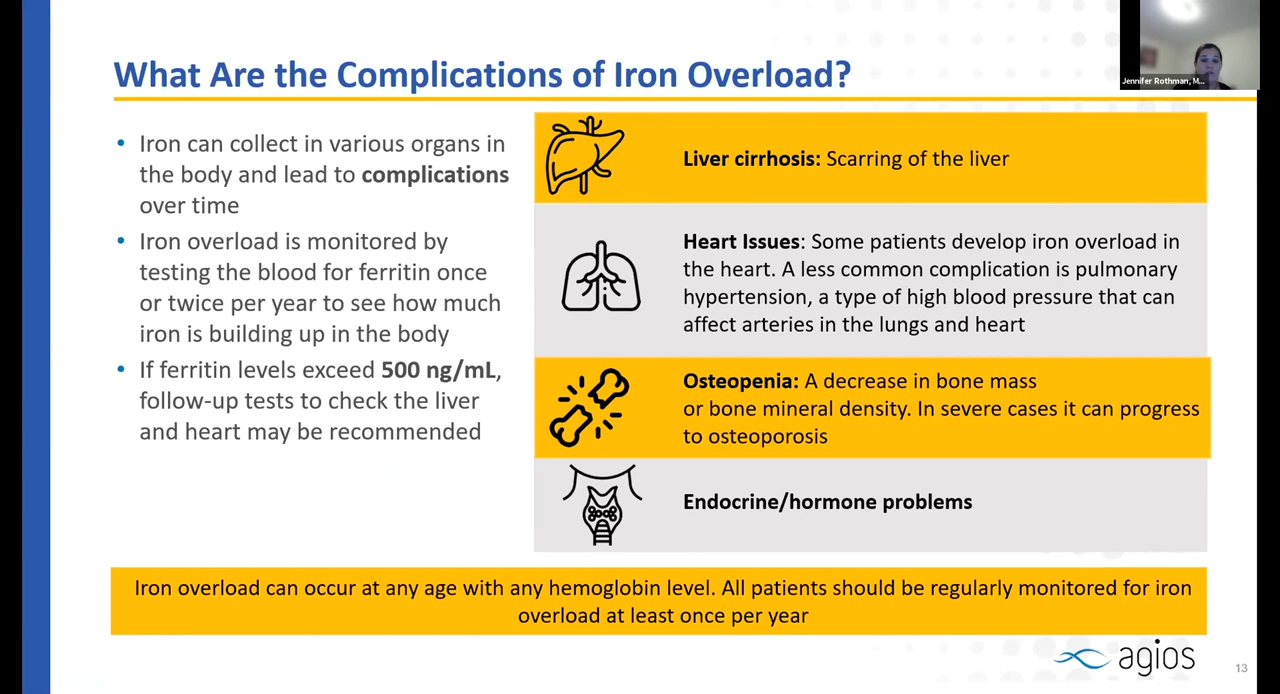 What Are the Complications of Iron Overload?
Jennifer Rothman, M...
• Iron can collect in various organs in
the body and lead to complications
over time
• Iron overload is monitored by
testing the blood for ferritin once
or twice per year to see how much
iron is building up in the body
• If ferritin levels exceed 500 ng/mL,
follow-up tests to check the liver
and heart may be recommended
Liver cirrhosis: Scarring of the liver
Heart Issues: Some patients develop iron overload in
the heart. A less common complication is pulmonary
hypertension, a type of high blood pressure that can
affect arteries in the lungs and heart
Osteopenia: A decrease in bone mass
or bone mineral density. In severe cases it can progress
to osteoporosis
Endocrine/hormone problems
Iron overload can occur at any age with any hemoglobin level. All patients should be regularly monitored for iron
overload at least once per year
agios
13